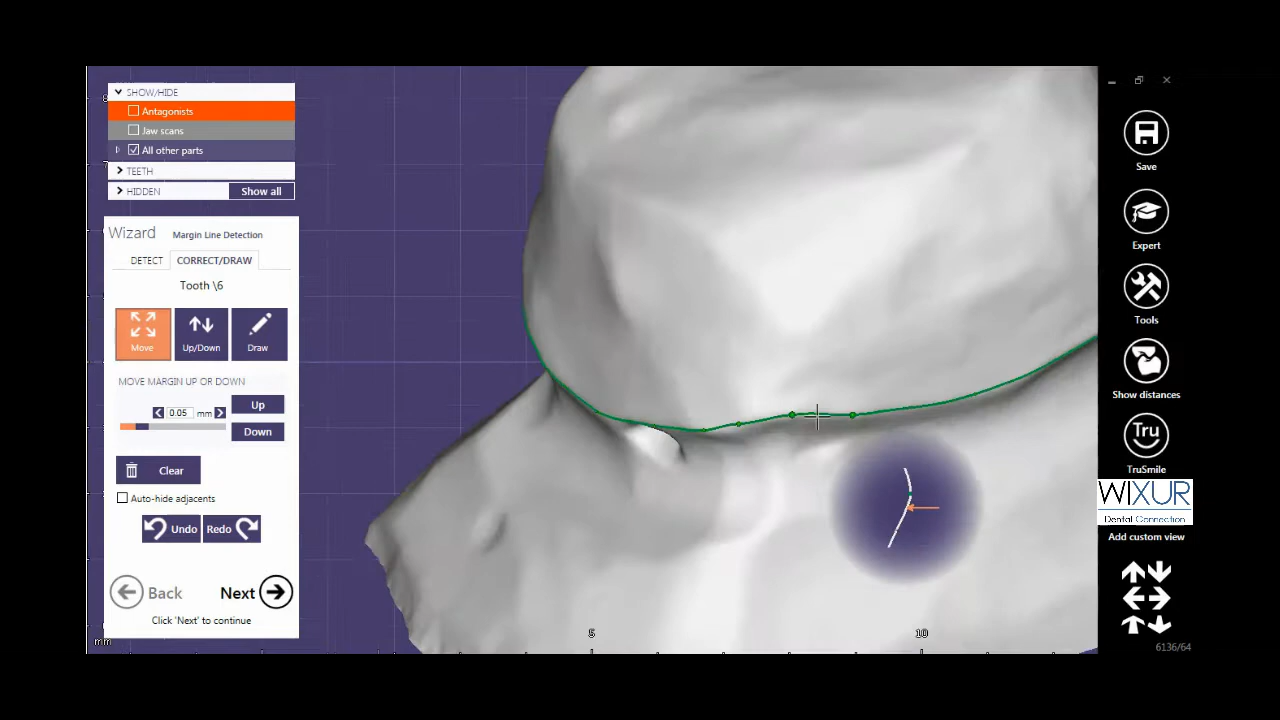 SHOW/HIDE
Antagonists
Jaw scans
All other parts
TEETH
HIDDEN
Show all
Wizard
Margin Line Detection
DETECT
CORRECT/DRAW
Tooth \6
Move
Up/Down
Draw
MOVE MARGIN UP OR DOWN
0.05 mm
Up
Down
Clear
Auto-hide adjacents
Undo
Redo
Back
Next
Click 'Next' to continue
mm
5
10
Save
Expert
Tools
Show distances
Tru
TruSmile
WIXUR
Dental Connection
Add custom view
6136/64